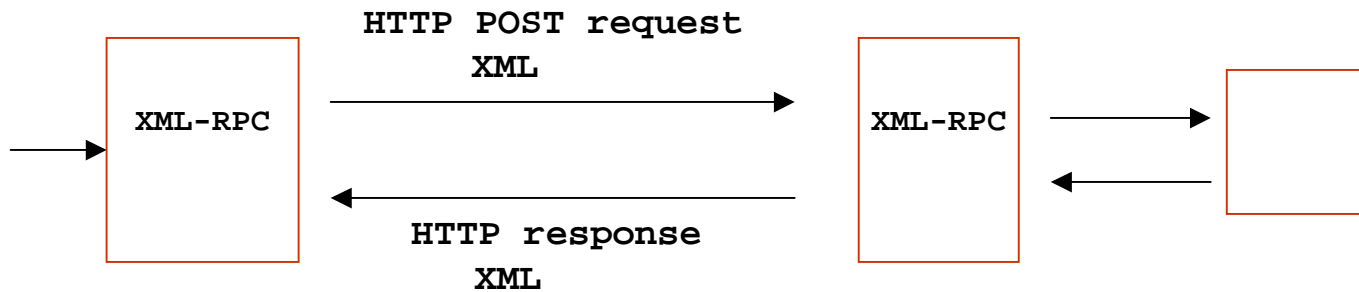 HTTP POST request
XML
XML-RPC
XML-RPC
HTTP response
XML